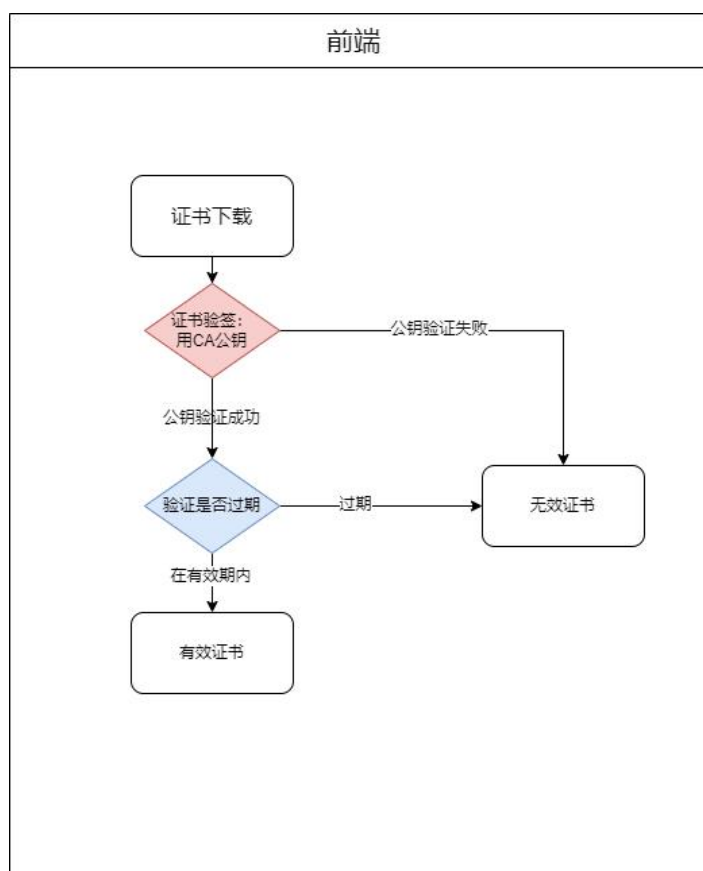 前端
证书下载
证书验签：
用CA公钥
公钥验证失败
公钥验证成功
验证是否过期
过期
无效证书
在有效期内
有效证书